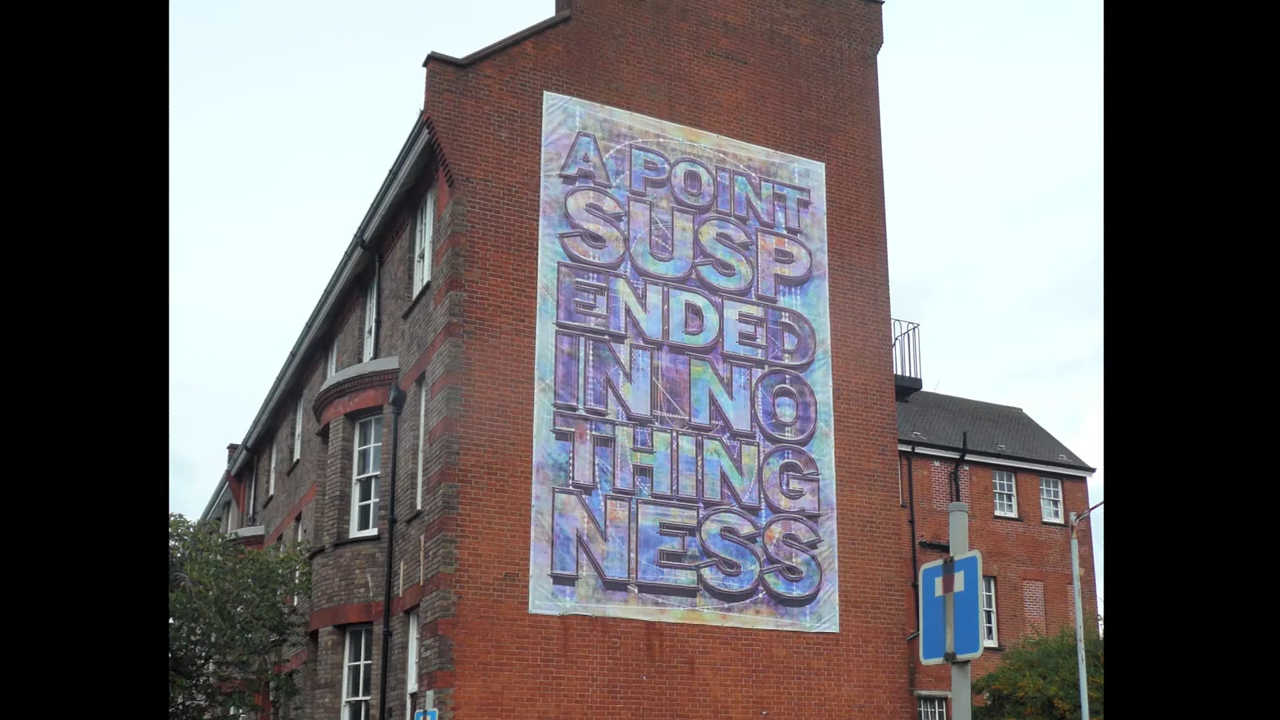 A POINT
SUSP
ENDED
IN NO
THING
NESS